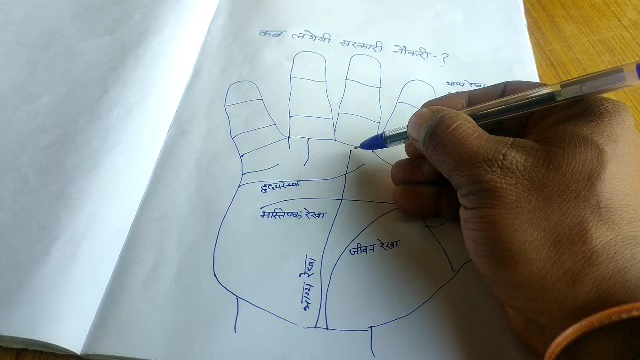 कब लगेगी सरकारी नौकरी-?
भाग्य रेखा
हृदय रेखा
मस्तिष्क रेखा
जीवन रेखा
भाग्य रेखा